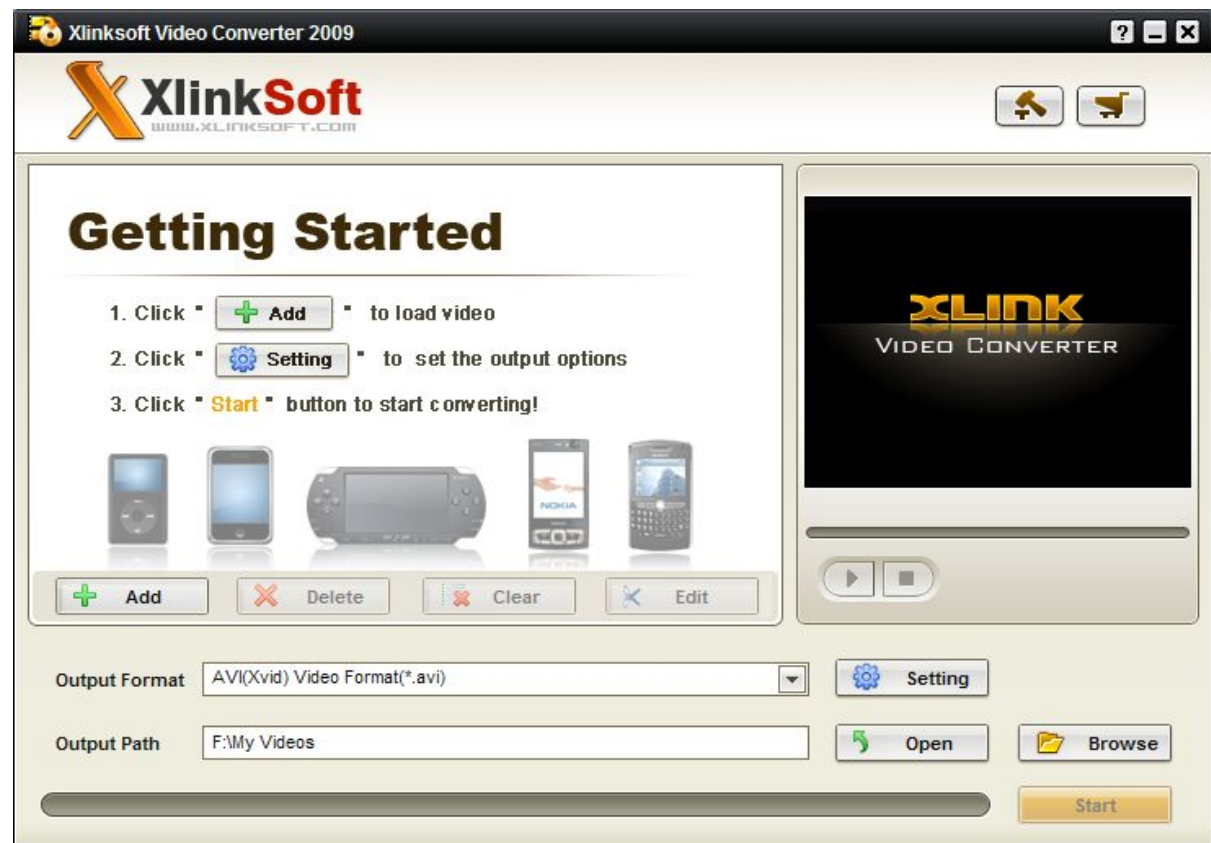 Xlinksoft Video Converter 2009
XlinkSoft
www.xlinksoft.com
Getting Started
1. Click " Add " to load video
2. Click " Setting " to set the output options
3. Click " Start " button to start converting!
NOKIA
XLINK
VIDEO CONVERTER
Add Delete Clear Edit
Output Format AVI(Xvid) Video Format(*.avi) Setting
Output Path F:\My Videos Open Browse
Start